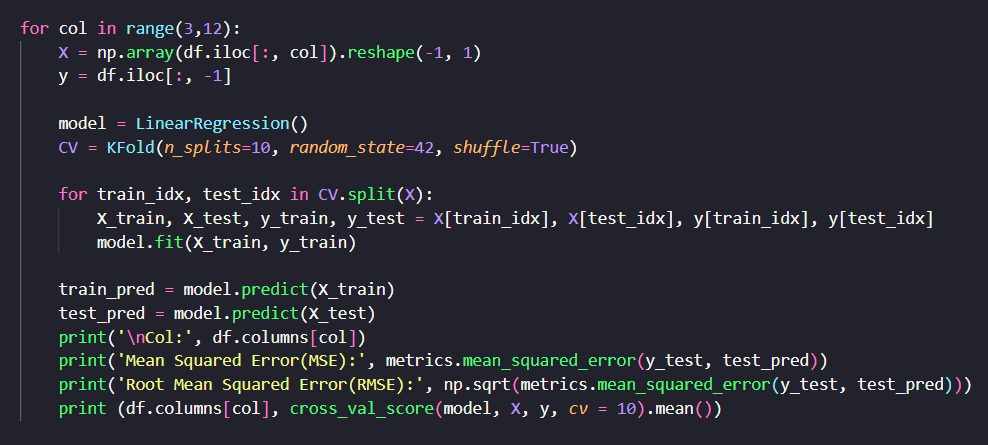 for col in range(3,12):
    X = np.array(df.iloc[:, col]).reshape(-1, 1)
    y = df.iloc[:, -1]

    model = LinearRegression()
    CV = KFold(n_splits=10, random_state=42, shuffle=True)

    for train_idx, test_idx in CV.split(X):
        X_train, X_test, y_train, y_test = X[train_idx], X[test_idx], y[train_idx], y[test_idx]
        model.fit(X_train, y_train)

    train_pred = model.predict(X_train)
    test_pred = model.predict(X_test)
    print('\nCol:', df.columns[col])
    print('Mean Squared Error(MSE):', metrics.mean_squared_error(y_test, test_pred))
    print('Root Mean Squared Error(RMSE):', np.sqrt(metrics.mean_squared_error(y_test, test_pred)))
    print (df.columns[col], cross_val_score(model, X, y, cv = 10).mean())